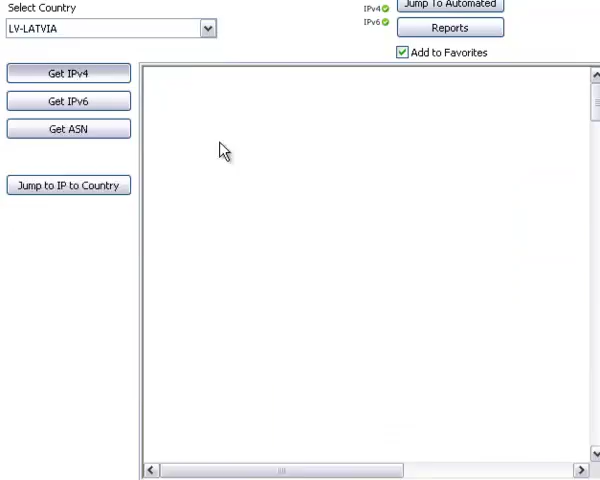 Select Country
LV-LATVIA
IPv4
IPv6
Jump To Automated
Reports
Add to Favorites
Get IPv4
Get IPv6
Get ASN
Jump to IP to Country